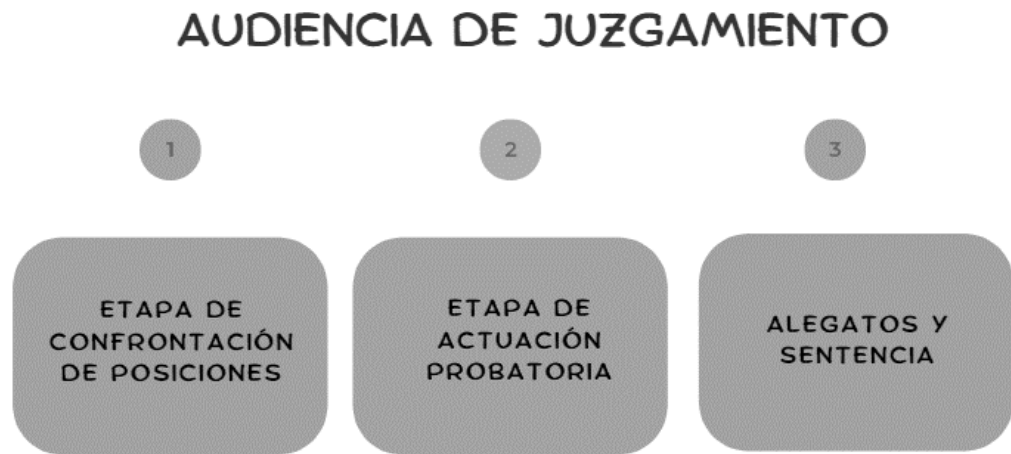 AUDIENCIA DE JUZGAMIENTO
1
2
3
ETAPA DE
CONFRONTACIÓN
DE POSICIONES
ETAPA DE
ACTUACIÓN
PROBATORIA
ALEGATOS Y
SENTENCIA